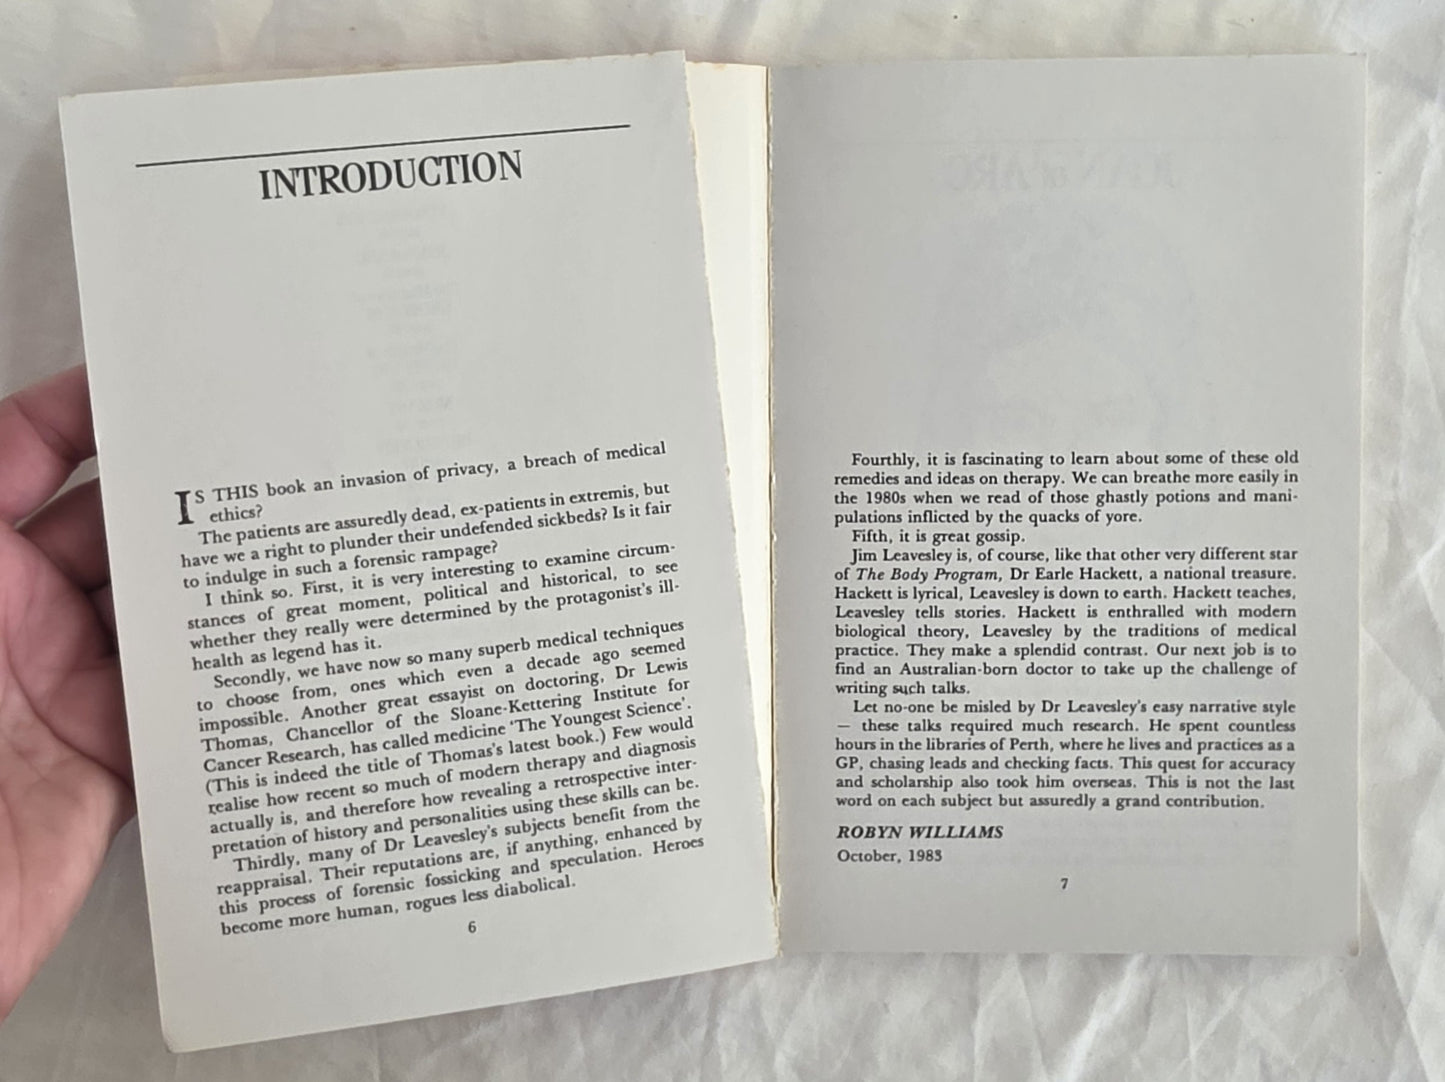 INTRODUCTION
IS THIS book an invasion of privacy, a breach of medical
ethics?
The patients are assuredly dead, ex-patients in extremis, but
have we a right to plunder their undefended sickbeds? Is it fair
to indulge in such a forensic rampage?
I think so. First, it is very interesting to examine circum-
stances of great moment, political and historical, to see
whether they really were determined by the protagonist's ill-
health as legend has it.
Secondly, we have now so many superb medical techniques
to choose from, ones which even a decade ago seemed
impossible. Another great essayist on doctoring, Dr Lewis
Thomas, Chancellor of the Sloane-Kettering Institute for
Cancer Research, has called medicine 'The Youngest Science'.
(This is indeed the title of Thomas's latest book.) Few would
realise how recent so much of modern therapy and diagnosis
actually is, and therefore how revealing a retrospective inter-
pretation of history and personalities using these skills can be.
Thirdly, many of Dr Leavesley's subjects benefit from the
reappraisal. Their reputations are, if anything, enhanced by
this process of forensic fossicking and speculation. Heroes
become more human, rogues less diabolical.
6
Fourthly, it is fascinating to learn about some of these old
remedies and ideas on therapy. We can breathe more easily in
the 1980s when we read of those ghastly potions and mani-
pulations inflicted by the quacks of yore.
Fifth, it is great gossip.
Jim Leavesley is, of course, like that other very different star
of The Body Program, Dr Earle Hackett, a national treasure.
Hackett is lyrical, Leavesley is down to earth. Hackett teaches,
Leavesley tells stories. Hackett is enthralled with modern
biological theory, Leavesley by the traditions of medical
practice. They make a splendid contrast. Our next job is to
find an Australian-born doctor to take up the challenge of
writing such talks.
Let no-one be misled by Dr Leavesley's easy narrative style
— these talks required much research. He spent countless
hours in the libraries of Perth, where he lives and practices as a
GP, chasing leads and checking facts. This quest for accuracy
and scholarship also took him overseas. This is not the last
word on each subject but assuredly a grand contribution.
ROBYN WILLIAMS
October, 1983
7